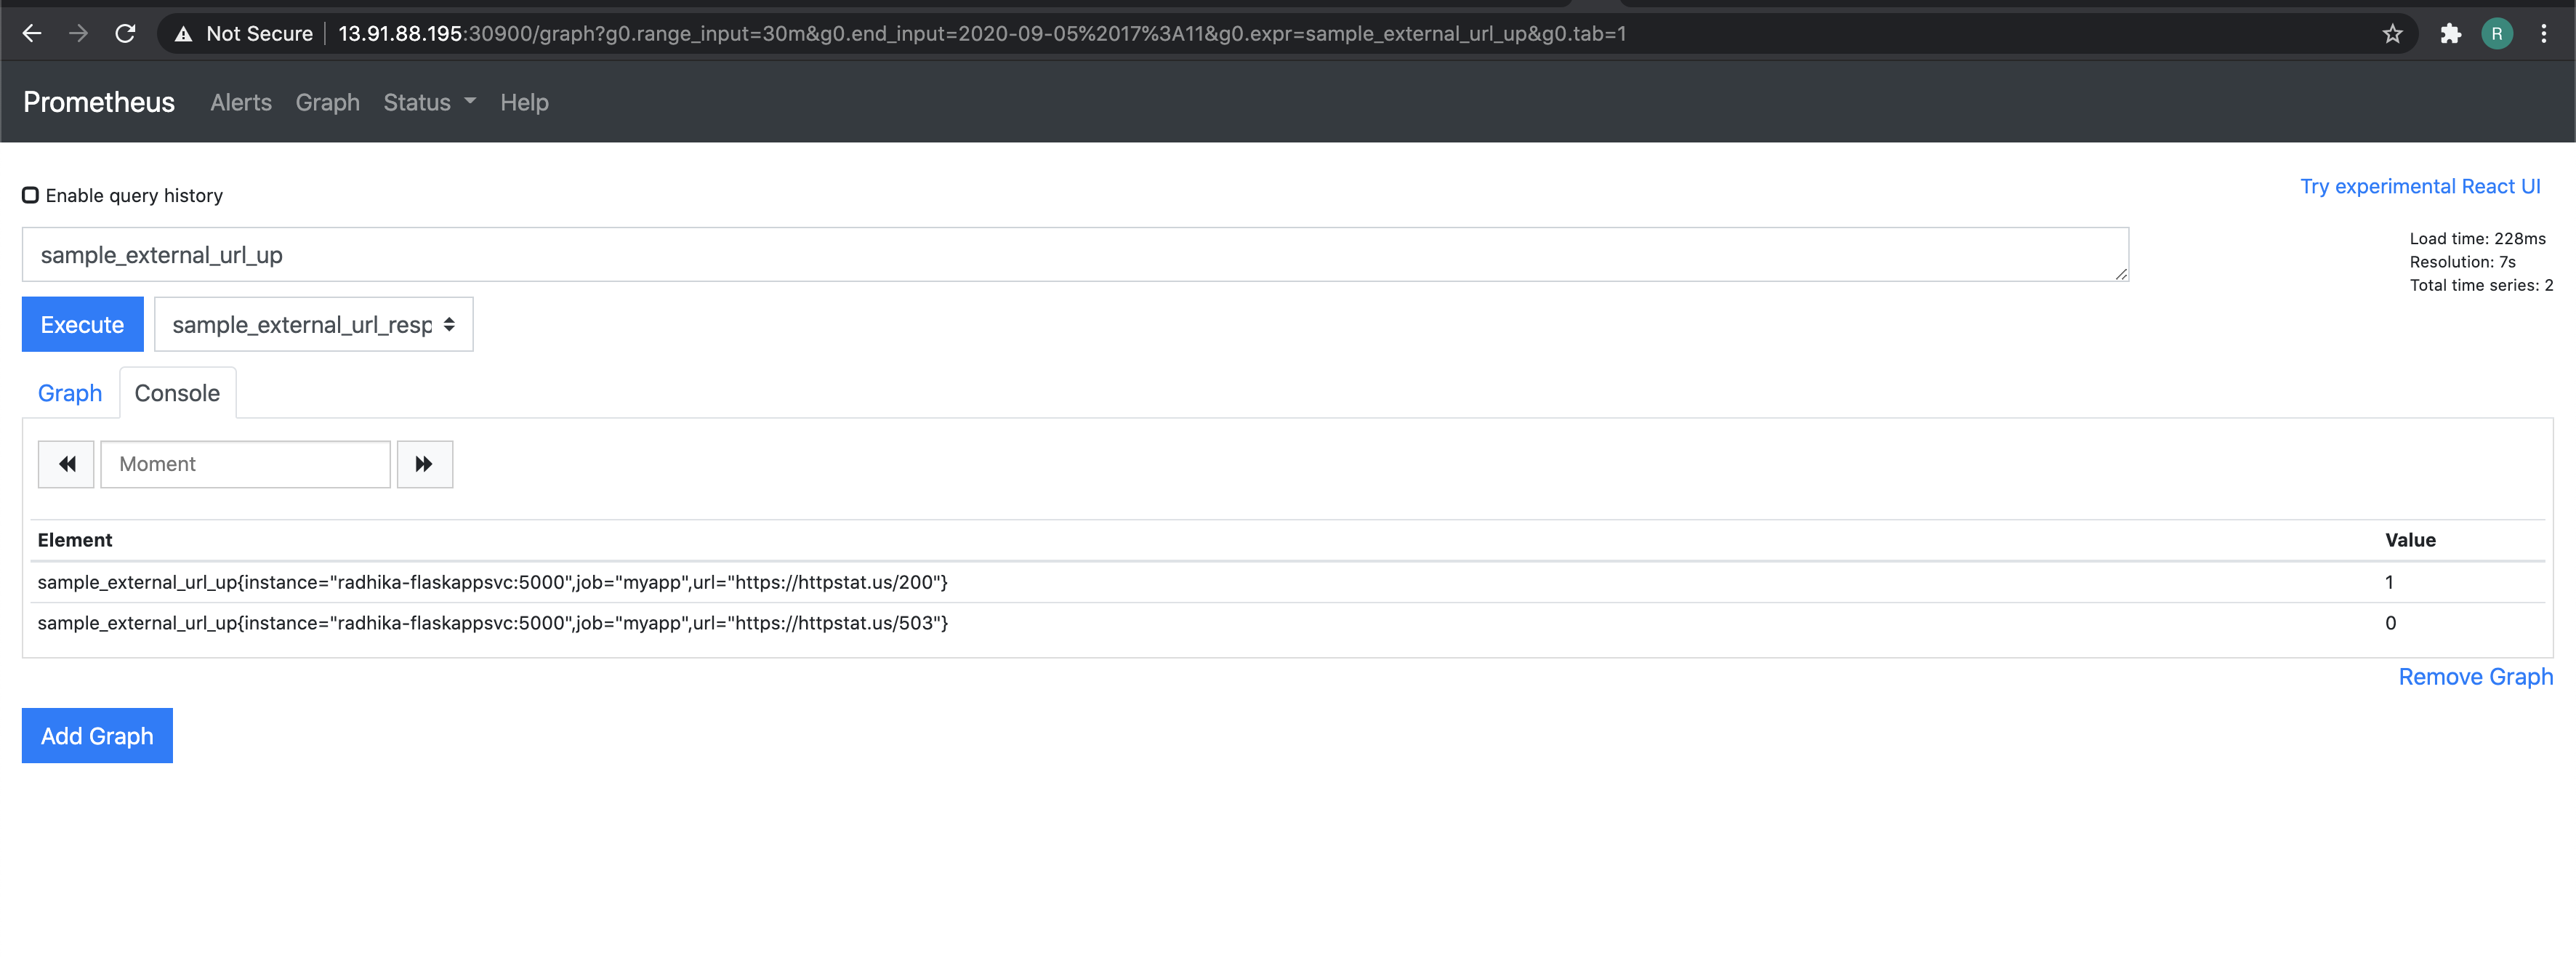 Not Secure 13.91.88.195:30900/graph?g0.range_input=30m&g0.end_input=2020-09-05%2017%3A11&g0.expr=sample_external_url_up&g0.tab=1
R
Prometheus Alerts Graph Status Help
Enable query history
Try experimental React UI
sample_external_url_up
Load time: 228ms
Resolution: 7s
Total time series: 2
Execute sample_external_url_resp
Graph Console
Moment
Element Value
sample_external_url_up{instance="radhika-flaskappsvc:5000",job="myapp",url="https://httpstat.us/200"} 1
sample_external_url_up{instance="radhika-flaskappsvc:5000",job="myapp",url="https://httpstat.us/503"} 0
Remove Graph
Add Graph